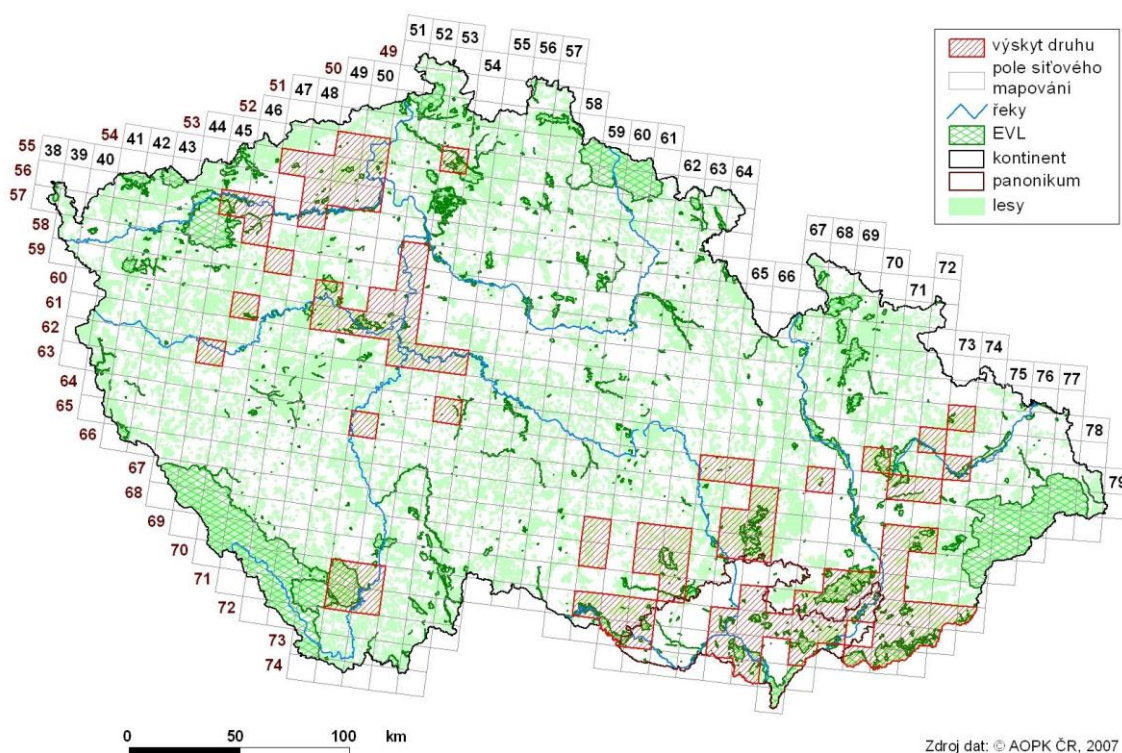 51 52 53
55 56 57
54
58
59 60 61
62 63 64
65 66
67 68 69
70
71
72
73 74
75 76 77
78
79
49 50
47 48
46
44 45
41 42 43
38 39 40
49
50
51
52
53
54
55
56
57
58
59
60
61
62
63
64
65
66
67
68
69
70
71
72
73
74
výskyt druhu
pole síťového
mapování
řeky
EVL
kontinent
panonikum
lesy
0 50 100 km
Zdroj dat: © AOPK ČR, 2007